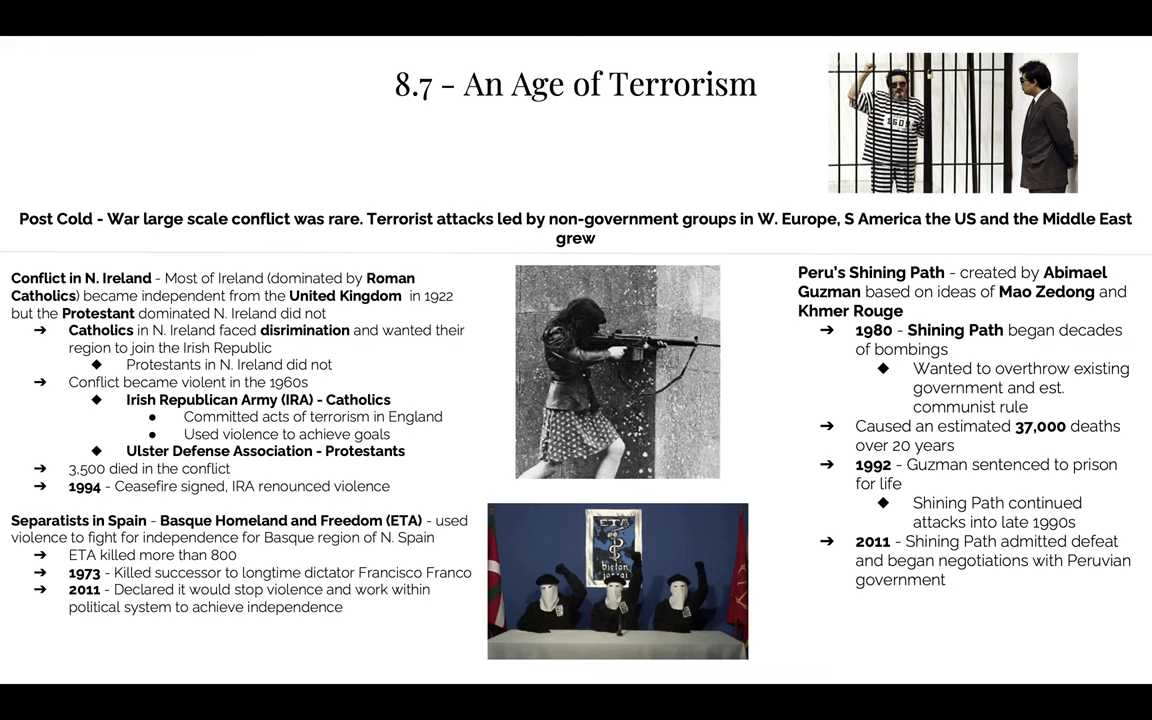 8.7 - An Age of Terrorism
1509
Post Cold - War large scale conflict was rare. Terrorist attacks led by non-government groups in W. Europe, S America the US and the Middle East
grew
Conflict in N. Ireland - Most of Ireland (dominated by Roman
Catholics) became independent from the United Kingdom in 1922
but the Protestant dominated N. Ireland did not
➔ Catholics in N. Ireland faced disrimination and wanted their
region to join the Irish Republic
◆ Protestants in N. Ireland did not
➔ Conflict became violent in the 1960s
◆ Irish Republican Army (IRA) - Catholics
● Committed acts of terrorism in England
● Used violence to achieve goals
◆ Ulster Defense Association - Protestants
➔ 3,500 died in the conflict
➔ 1994 - Ceasefire signed, IRA renounced violence
Separatists in Spain - Basque Homeland and Freedom (ETA) - used
violence to fight for independence for Basque region of N. Spain
➔ ETA killed more than 800
➔ 1973 - Killed successor to longtime dictator Francisco Franco
➔ 2011 - Declared it would stop violence and work within
political system to achieve independence
ETA
bietan
jarrai
Peru's Shining Path - created by Abimael
Guzman based on ideas of Mao Zedong and
Khmer Rouge
➔ 1980 - Shining Path began decades
of bombings
◆ Wanted to overthrow existing
government and est.
communist rule
➔ Caused an estimated 37,000 deaths
over 20 years
➔ 1992 - Guzman sentenced to prison
for life
◆ Shining Path continued
attacks into late 1990s
➔ 2011 - Shining Path admitted defeat
and began negotiations with Peruvian
government